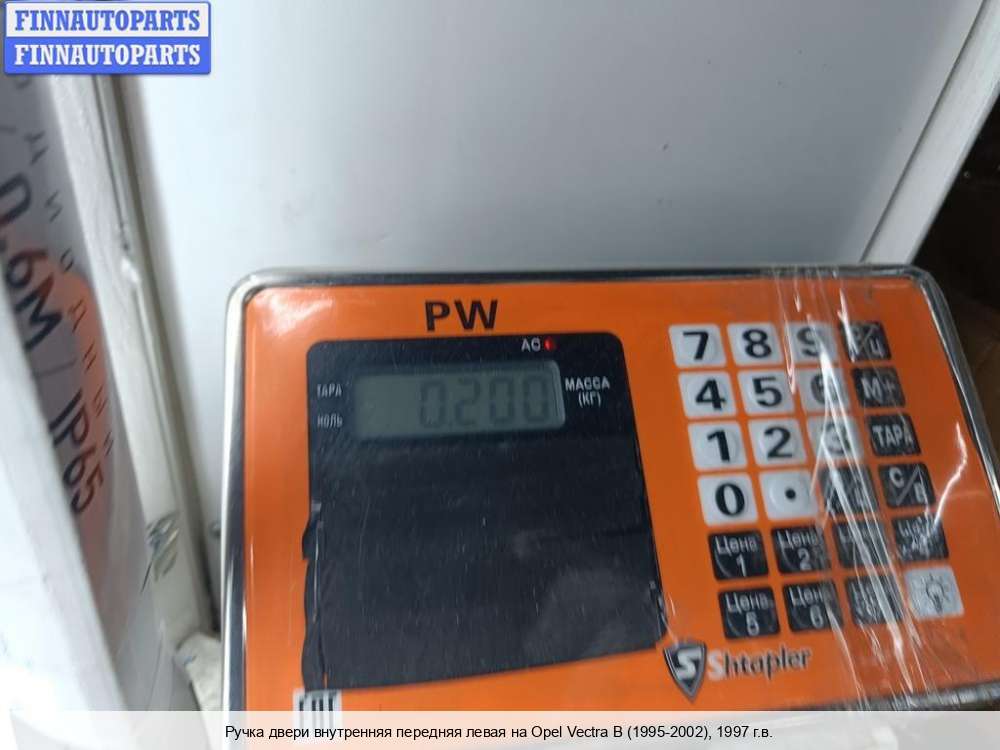 FINNAUTOPARTS
FINNAUTOPARTS
0.6М / IP65
PW
AC
ТАРА
НОЛЬ
0.200
МАССА
(КГ)
7 8 9
4 5 6 М+
1 2 3 ТАРА
0 . С/В
Цена 1
Цена 2
Цена 5
Цена 6
Shtapler
Ручка двери внутренняя передняя левая на Opel Vectra B (1995-2002), 1997 г.в.